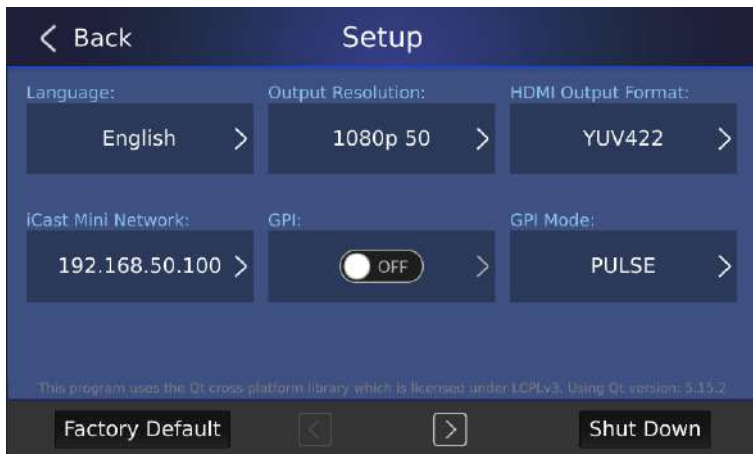 Back
Setup
Language:
Output Resolution:
HDMI Output Format:
English
1080p 50
YUV422
iCast Mini Network:
GPI:
GPI Mode:
192.168.50.100
OFF
PULSE
This program uses the Qt cross-platform library which is licensed under LGPLv3. Using Qt version: 5.15.2
Factory Default
Shut Down